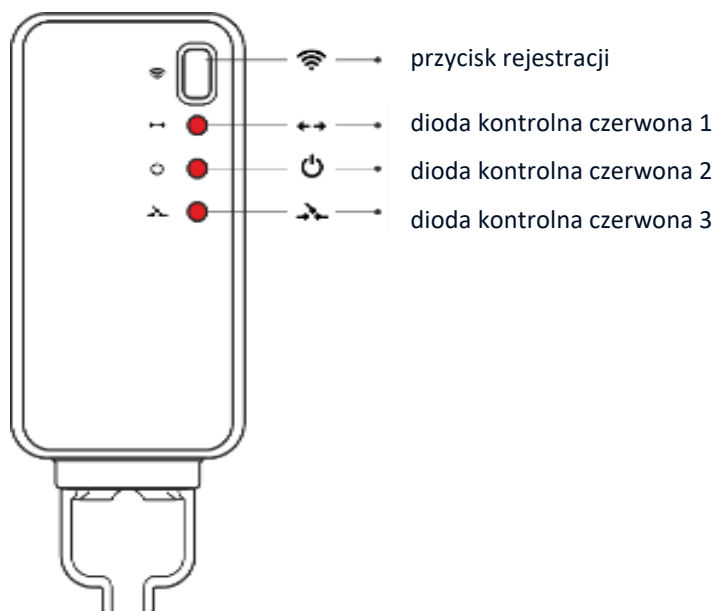 przycisk rejestracji
dioda kontrolna czerwona 1
dioda kontrolna czerwona 2
dioda kontrolna czerwona 3